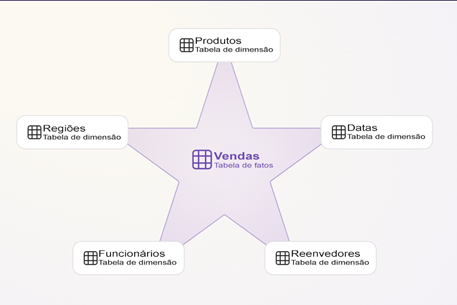 Produtos
Tabela de dimensão
Regiões
Tabela de dimensão
Datas
Tabela de dimensão
Vendas
Tabela de fatos
Funcionários
Tabela de dimensão
Reenvedores
Tabela de dimensão